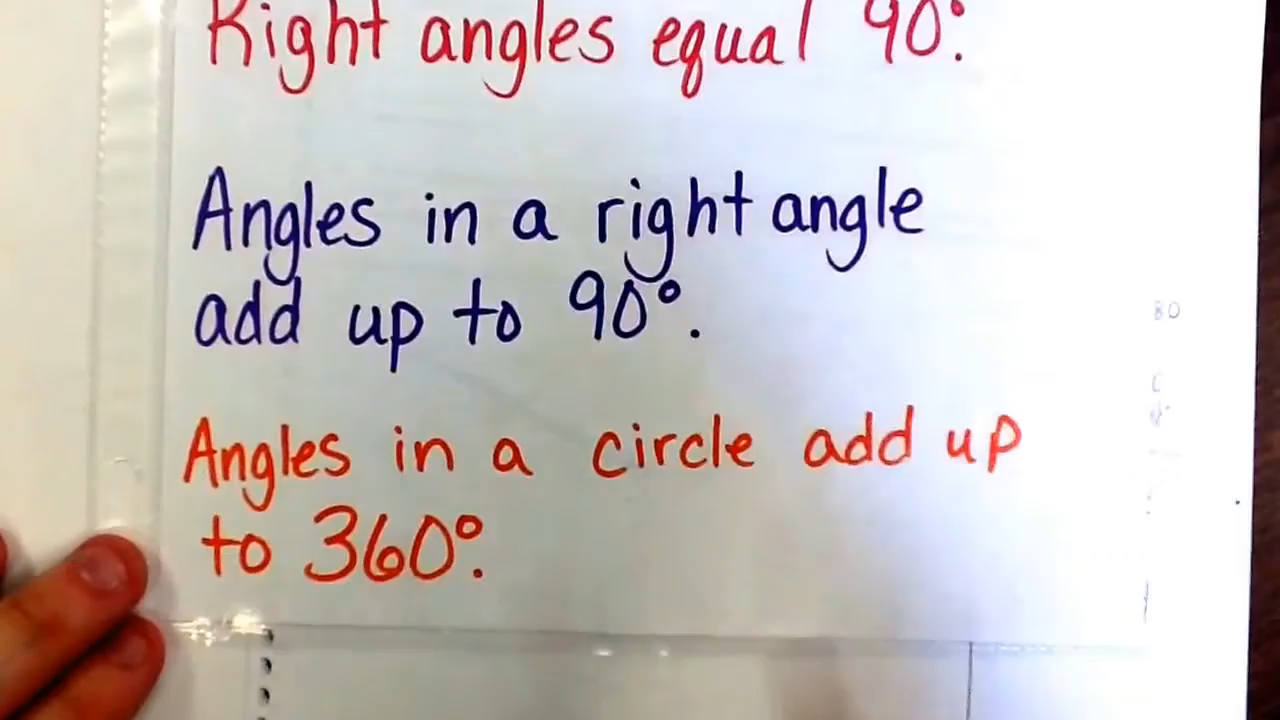 Right angles equal 90°.
Angles in a right angle
add up to 90°.
Angles in a circle add up
to 360°.